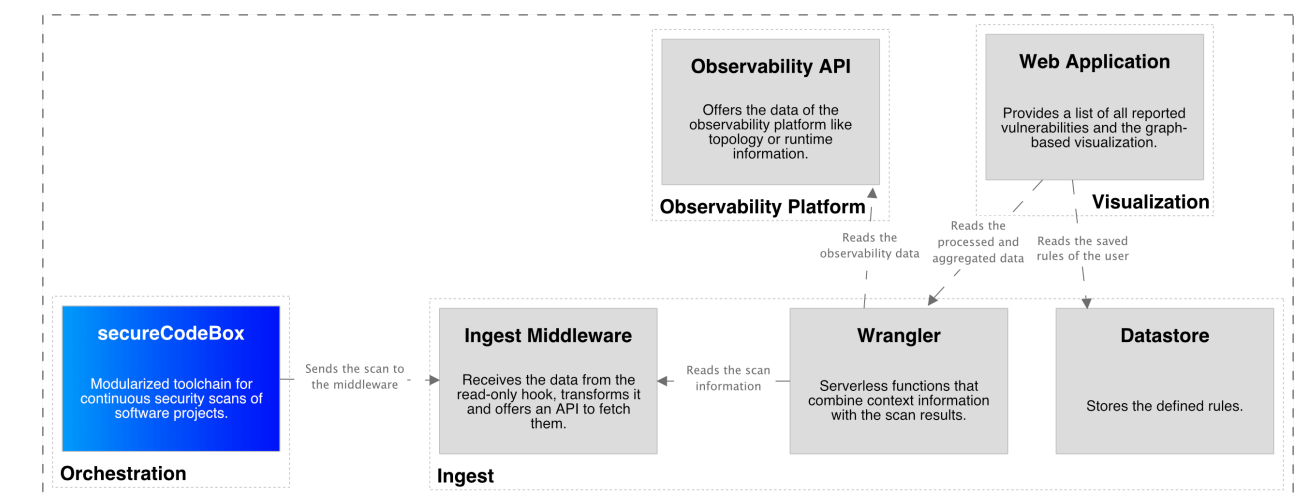 Observability API
Offers the data of the
observability platform like
topology or runtime
information.
Observability Platform
Web Application
Provides a list of all reported
vulnerabilities and the graph-
based visualization.
Visualization
Reads the
observability data
Reads the
processed and
aggregated data
Reads the saved
rules of the user
secureCodeBox
Modularized toolchain for
continuous security scans of
software projects.
Orchestration
Sends the scan to
the middleware
Ingest Middleware
Receives the data from the
read-only hook, transforms it
and offers an API to fetch
them.
Reads the scan
information
Wrangler
Serverless functions that
combine context information
with the scan results.
Datastore
Stores the defined rules.
Ingest